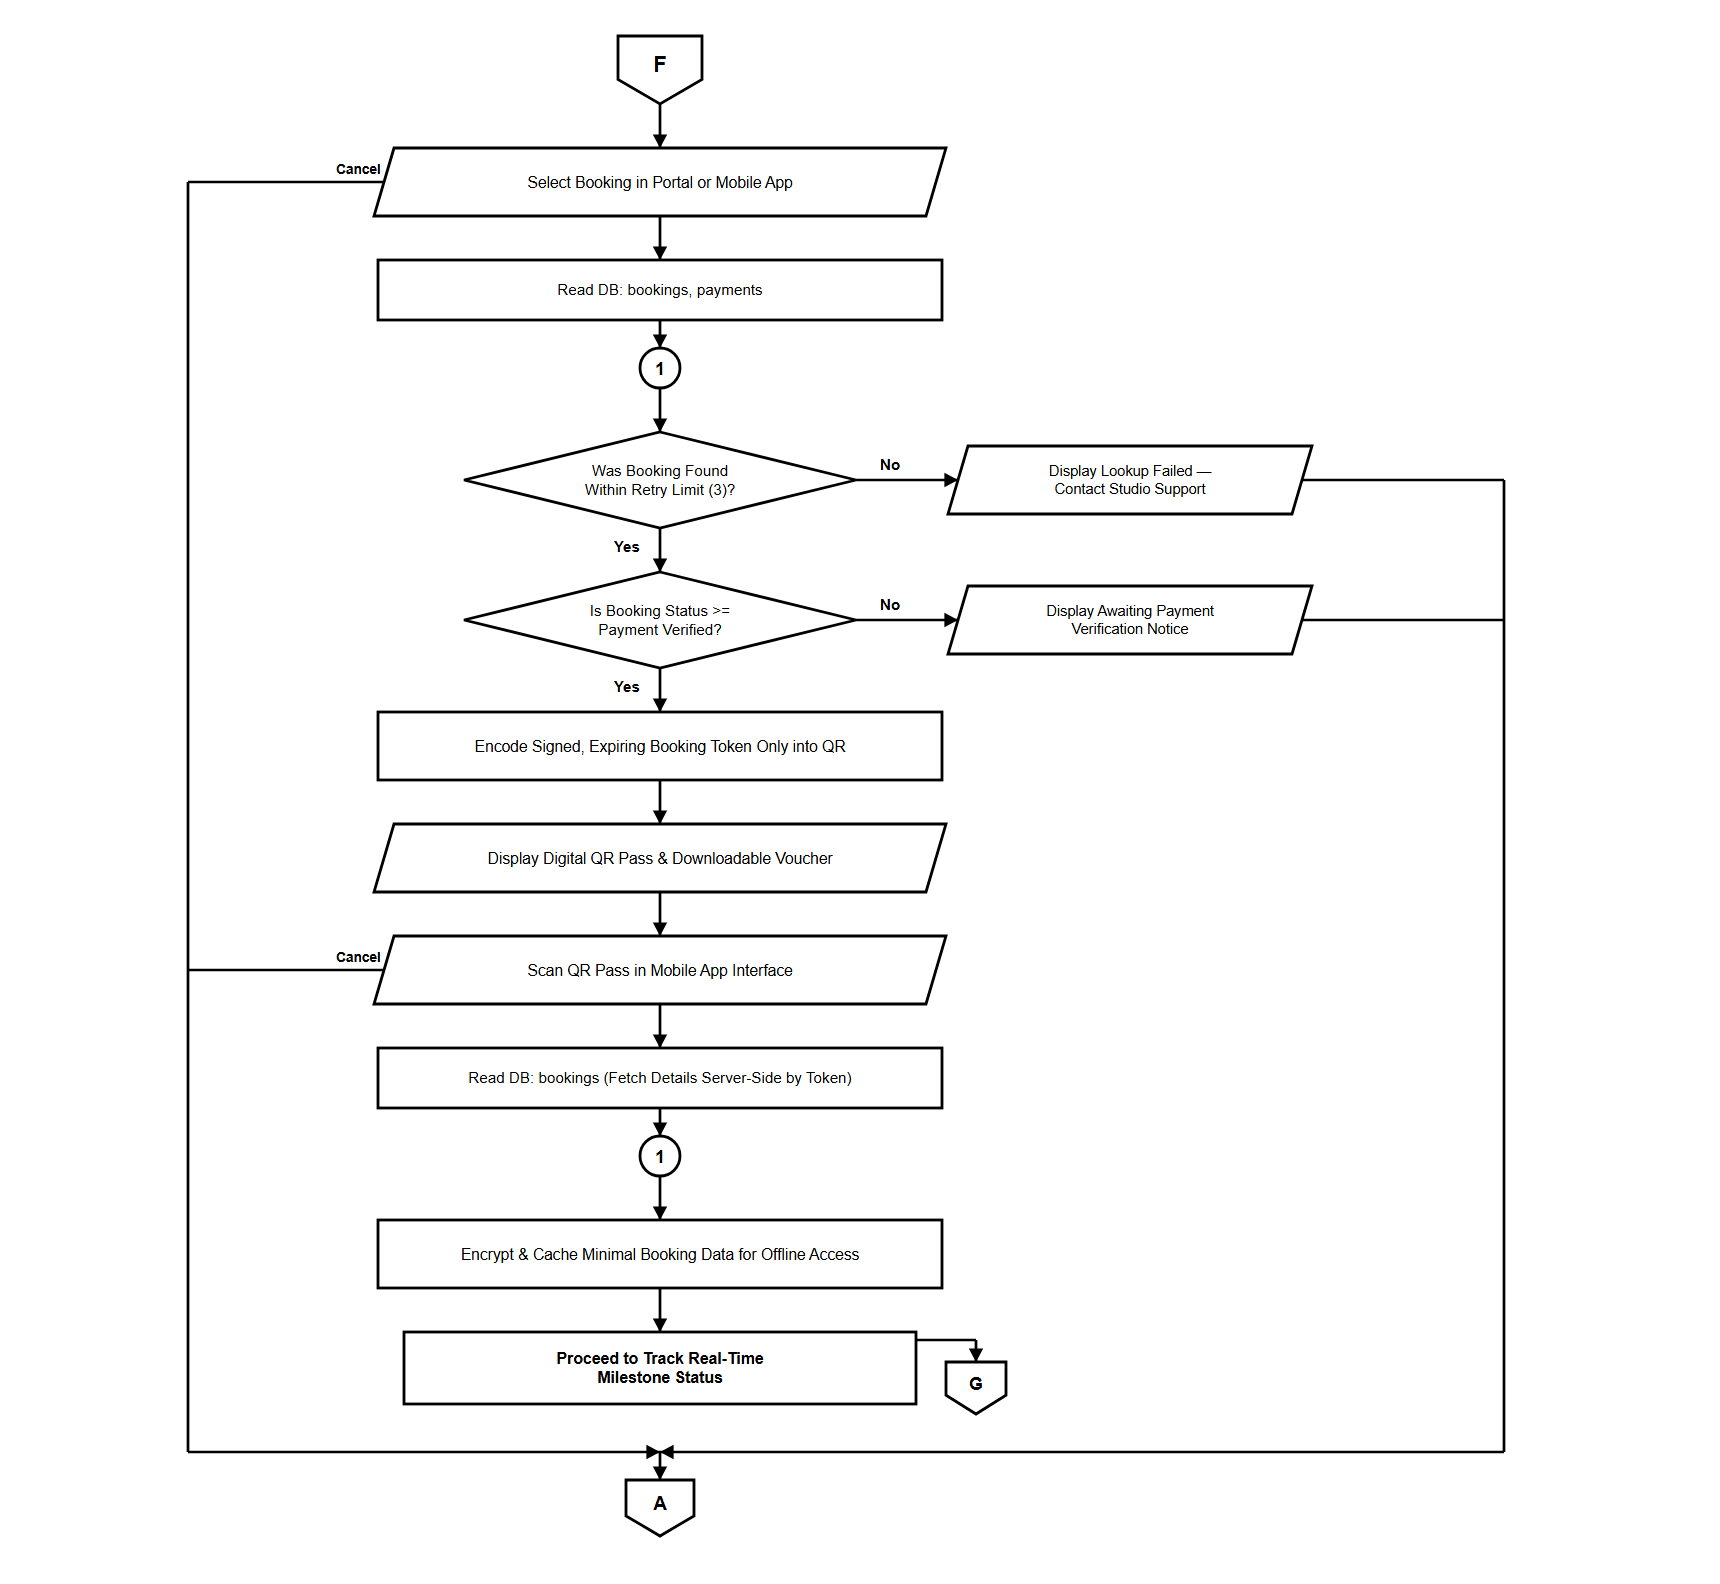 F
Cancel
Select Booking in Portal or Mobile App
Read DB: bookings, payments
1
Was Booking Found
Within Retry Limit (3)?
No
Display Lookup Failed —
Contact Studio Support
Yes
Is Booking Status >=
Payment Verified?
No
Display Awaiting Payment
Verification Notice
Yes
Encode Signed, Expiring Booking Token Only into QR
Display Digital QR Pass & Downloadable Voucher
Cancel
Scan QR Pass in Mobile App Interface
Read DB: bookings (Fetch Details Server-Side by Token)
1
Encrypt & Cache Minimal Booking Data for Offline Access
Proceed to Track Real-Time
Milestone Status
G
A